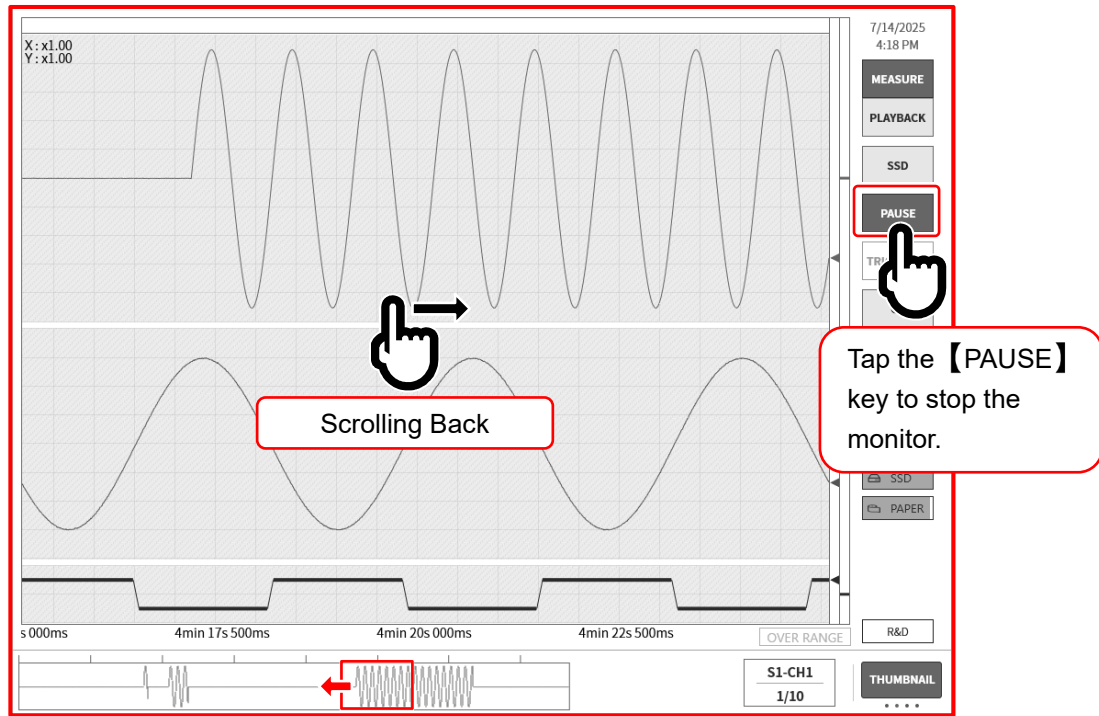 X : x1.00
Y : x1.00
7/14/2025
4:18 PM
MEASURE
PLAYBACK
SSD
PAUSE
Tap the【PAUSE】
key to stop the
monitor.
Scrolling Back
SSD
PAPER
s 000ms
4min 17s 500ms
4min 20s 000ms
4min 22s 500ms
OVER RANGE
R&D
S1-CH1
1/10
THUMBNAIL